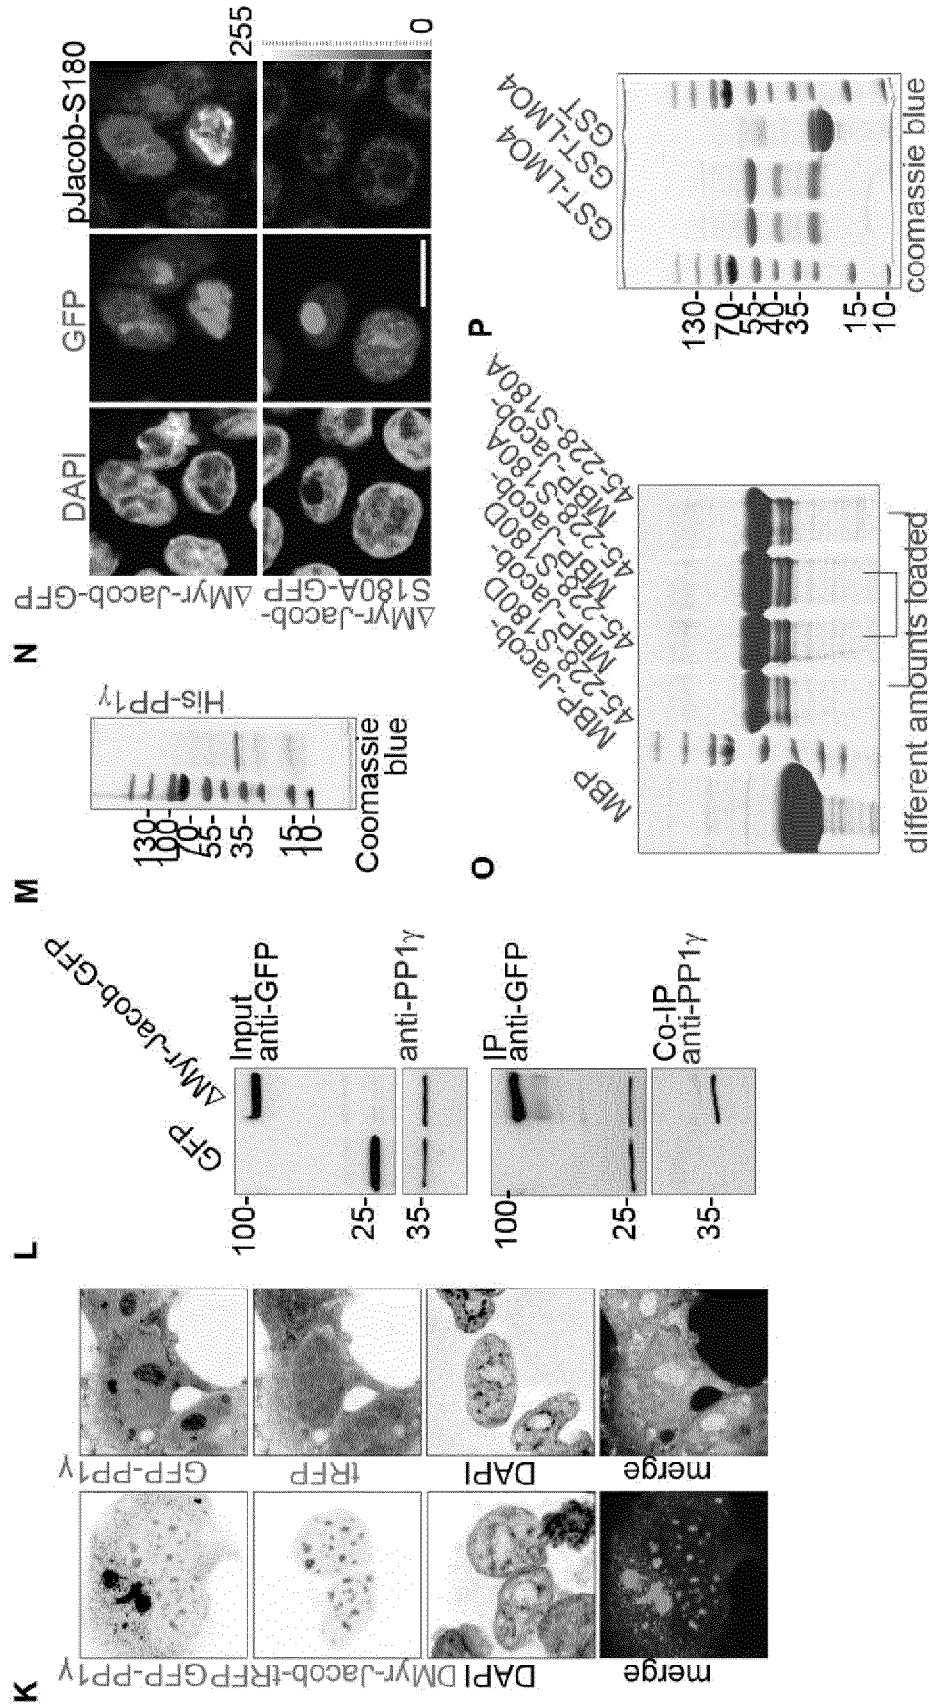 K
GFP-PP1γ
DMyr-Jacob-tRFP
DAPI
merge
GFP-PP1γ
tRFP
DAPI
merge
L
GFP
ΔMyr-Jacob-GFP
100-
25-
Input
anti-GFP
35-
anti-PP1γ
100-
25-
IP
anti-GFP
35-
Co-IP
anti-PP1γ
M
130-
100-
70-
55-
35-
15-
10-
His-PP1γ
Coomassie
blue
N
DAPI
GFP
pJacob-S180
ΔMyr-Jacob-GFP
ΔMyr-Jacob-
S180A-GFP
255
0
O
MBP
MBP-Jacob-
45-228-S180D
MBP-Jacob-
45-228-S180D
MBP-Jacob-
45-228-S180A
MBP-Jacob-
45-228-S180A
different amounts loaded
P
GST-LMO4
GST-LMO4
GST
130-
70-
55-
40-
35-
15-
10-
coomassie blue